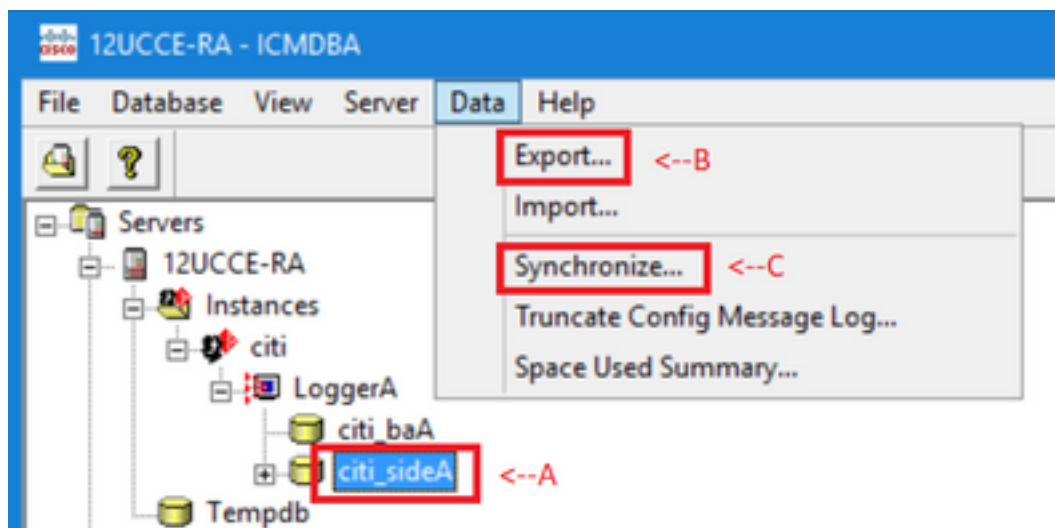 12UCCE-RA - ICMDBA
File Database View Server Data Help
Export... <--B
Import...
Synchronize... <--C
Truncate Config Message Log...
Space Used Summary...
Servers
12UCCE-RA
Instances
citi
LoggerA
citi_baA
citi_sideA <--A
Tempdb